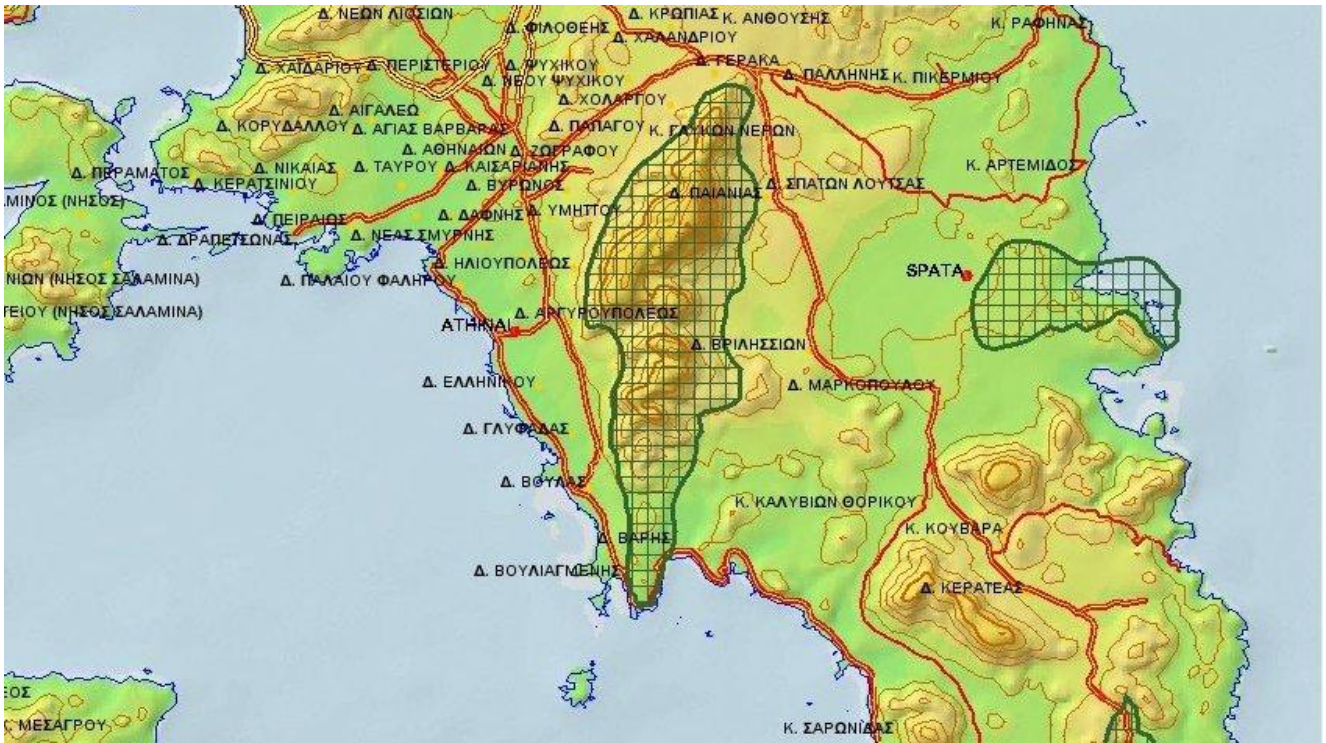 Δ. ΝΕΩΝ ΛΙΟΣΙΩΝ
Δ. ΚΡΩΠΙΑΣ
Κ. ΑΝΘΟΥΣΗΣ
Κ. ΡΑΦΗΝΑΣ
Δ. ΦΙΛΟΘΕΗΣ
Δ. ΧΑΛΑΝΔΡΙΟΥ
Δ. ΓΕΡΑΚΑ
Δ. ΧΑΪΔΑΡΙΟΥ
Δ. ΠΕΡΙΣΤΕΡΙΟΥ
Δ. ΨΥΧΙΚΟΥ
Δ. ΠΑΛΛΗΝΗΣ
Κ. ΠΙΚΕΡΜΙΟΥ
Δ. ΝΕΟΥ ΨΥΧΙΚΟΥ
Δ. ΧΟΛΑΡΓΟΥ
Δ. ΑΙΓΑΛΕΩ
Δ. ΚΟΡΥΔΑΛΛΟΥ
Δ. ΑΓΙΑΣ ΒΑΡΒΑΡΑΣ
Δ. ΠΑΠΑΓΟΥ
Κ. ΓΛΥΚΩΝ ΝΕΡΩΝ
Δ. ΑΘΗΝΑΙΩΝ
Δ. ΖΩΓΡΑΦΟΥ
Δ. ΝΙΚΑΙΑΣ
Δ. ΤΑΥΡΟΥ
Δ. ΚΑΙΣΑΡΙΑΝΗΣ
Κ. ΑΡΤΕΜΙΔΟΣ
Δ. ΠΕΡΑΜΑΤΟΣ
Δ. ΚΕΡΑΤΣΙΝΙΟΥ
Δ. ΒΥΡΩΝΟΣ
Δ. ΠΑΙΑΝΙΑΣ
Δ. ΣΠΑΤΩΝ ΛΟΥΤΣΑΣ
ΑΜΙΝΟΣ (ΝΗΣΟΣ)
Δ. ΠΕΙΡΑΙΩΣ
Δ. ΔΑΦΝΗΣ
Δ. ΥΜΗΤΤΟΥ
Δ. ΔΡΑΠΕΤΣΩΝΑΣ
Δ. ΝΕΑΣ ΣΜΥΡΝΗΣ
Δ. ΗΛΙΟΥΠΟΛΕΩΣ
ΝΙΩΝ (ΝΗΣΟΣ ΣΑΛΑΜΙΝΑ)
Δ. ΠΑΛΑΙΟΥ ΦΑΛΗΡΟΥ
SPATA
ΤΕΙΟΥ (ΝΗΣΟΣ ΣΑΛΑΜΙΝΑ)
ATHINAI
Δ. ΑΡΓΥΡΟΥΠΟΛΕΩΣ
Δ. ΒΡΙΛΗΣΣΙΩΝ
Δ. ΕΛΛΗΝΙΚΟΥ
Δ. ΜΑΡΚΟΠΟΥΛΟΥ
Δ. ΓΛΥΦΑΔΑΣ
Δ. ΒΟΥΛΑΣ
Κ. ΚΑΛΥΒΙΩΝ ΘΟΡΙΚΟΥ
Κ. ΚΟΥΒΑΡΑ
Δ. ΒΑΡΗΣ
Δ. ΒΟΥΛΙΑΓΜΕΝΗΣ
Δ. ΚΕΡΑΤΕΑΣ
ΕΟΣ
Κ. ΜΕΣΑΓΡΟΥ
Κ. ΣΑΡΩΝΙΔΑΣ